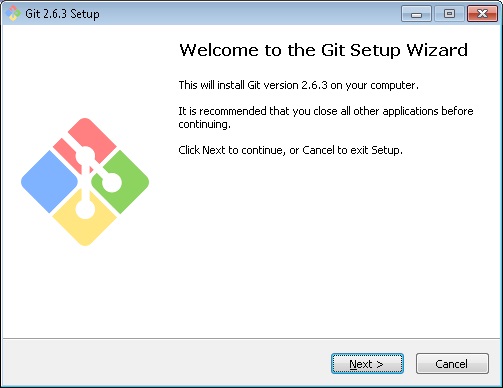 Git 2.6.3 Setup
Welcome to the Git Setup Wizard
This will install Git version 2.6.3 on your computer.
It is recommended that you close all other applications before
continuing.
Click Next to continue, or Cancel to exit Setup.
Next >
Cancel